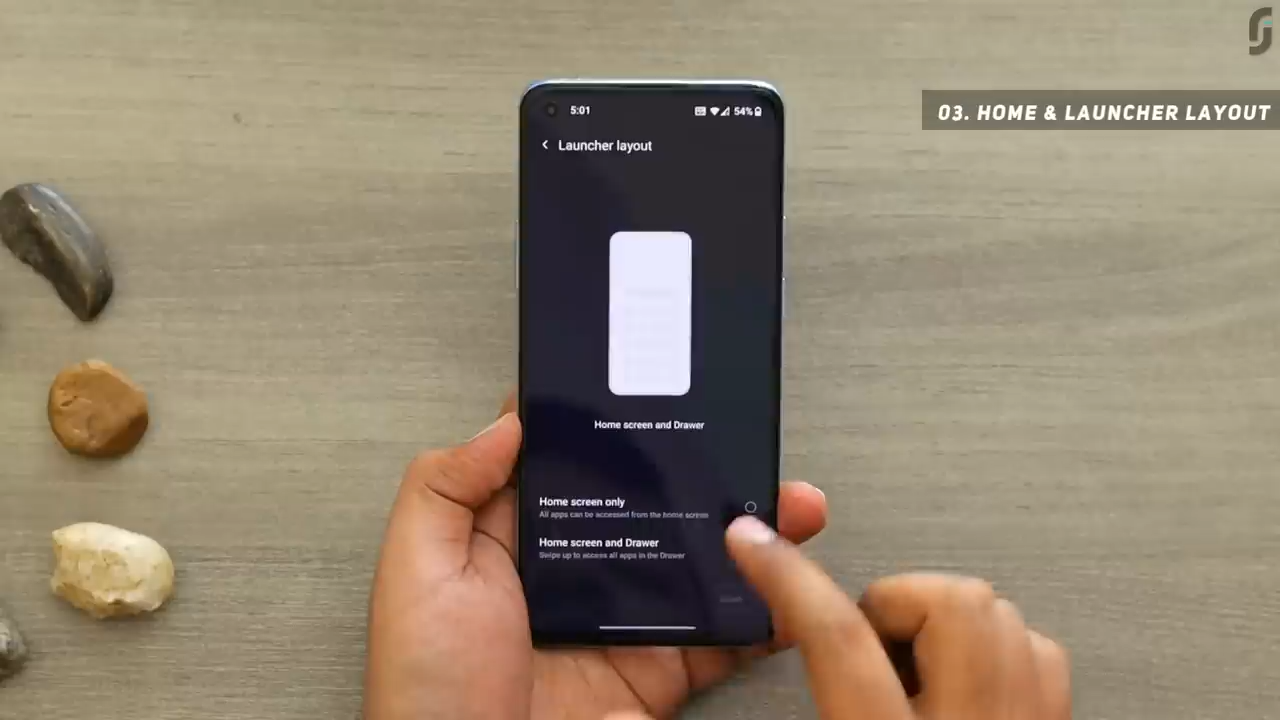 03. HOME & LAUNCHER LAYOUT
5:01
54%
Launcher layout
Home screen and Drawer
Home screen only
All apps can be accessed from the home screen
Home screen and Drawer
Swipe up to access all apps in the Drawer